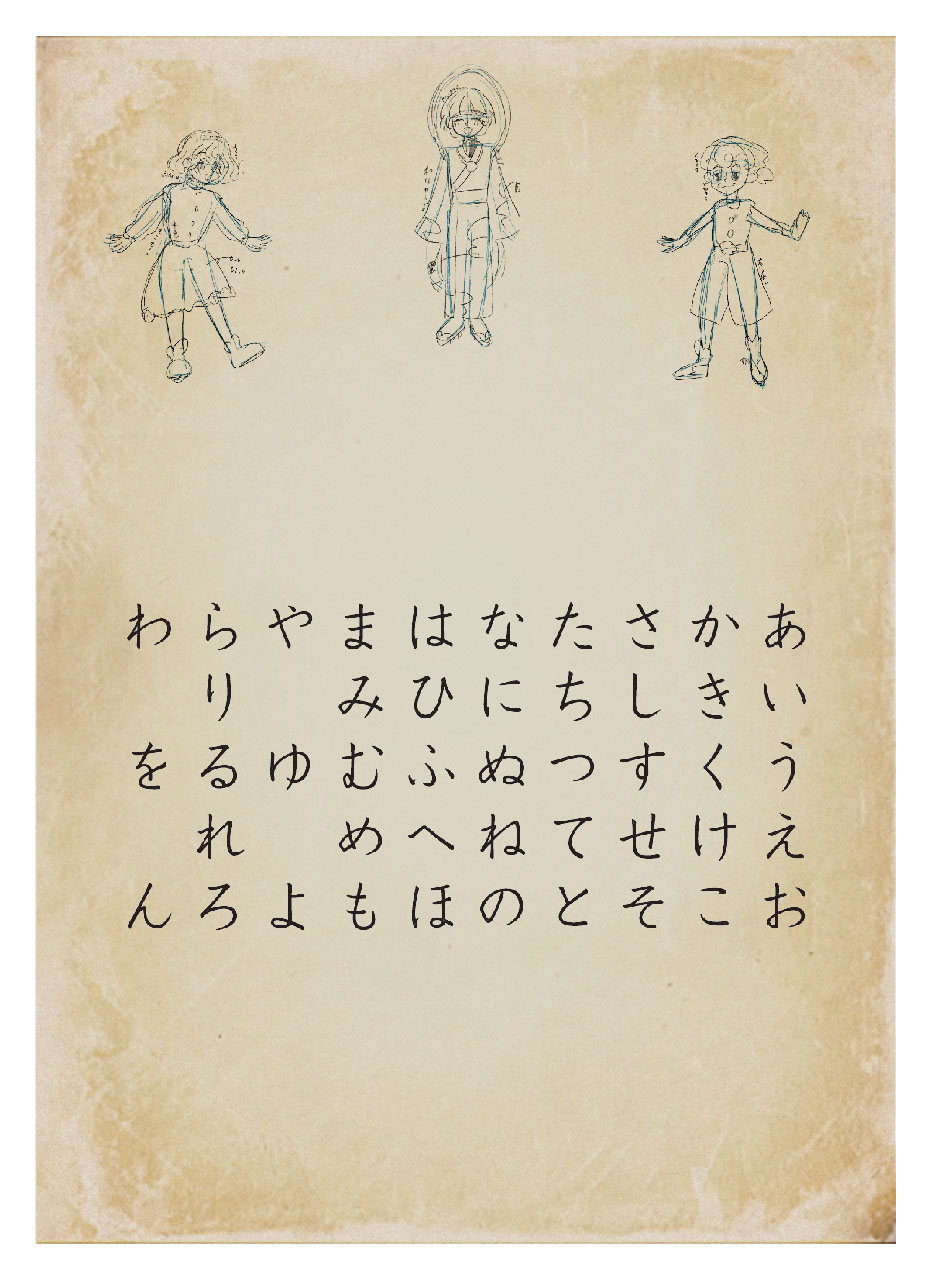 あいうえお
かきくけこ
さしすせそ
たちつてと
なにぬねの
はひふへほ
まみむめも
やゆよ
らりるれろ
わをん